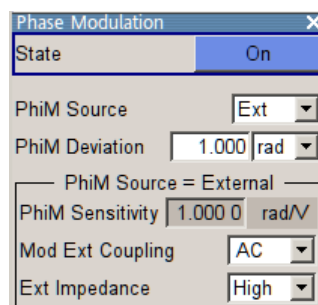 Phase Modulation X
State On
PhiM Source Ext
PhiM Deviation 1.000 rad
PhiM Source = External
PhiM Sensitivity 1.000 0 rad/V
Mod Ext Coupling AC
Ext Impedance High